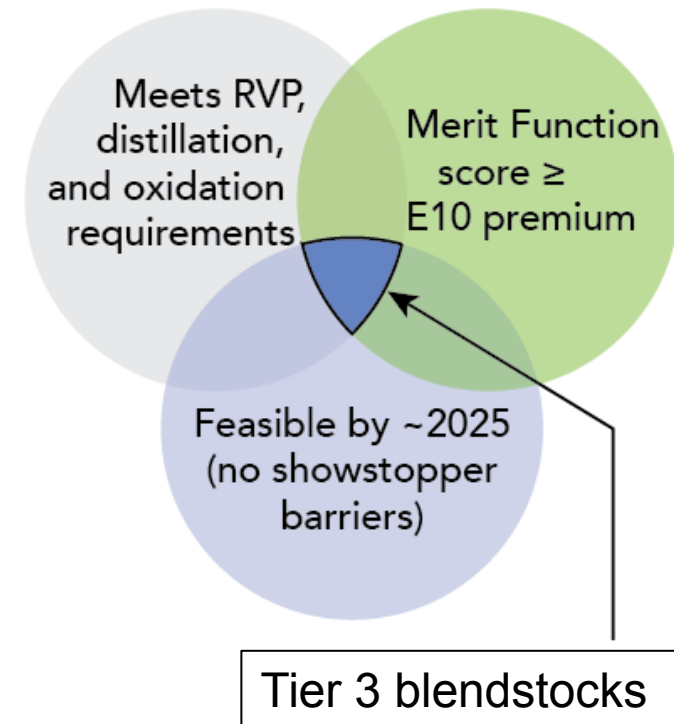 Meets RVP,
distillation,
and oxidation
requirements
Merit Function
score ≥
E10 premium
Feasible by ~2025
(no showstopper
barriers)
Tier 3 blendstocks